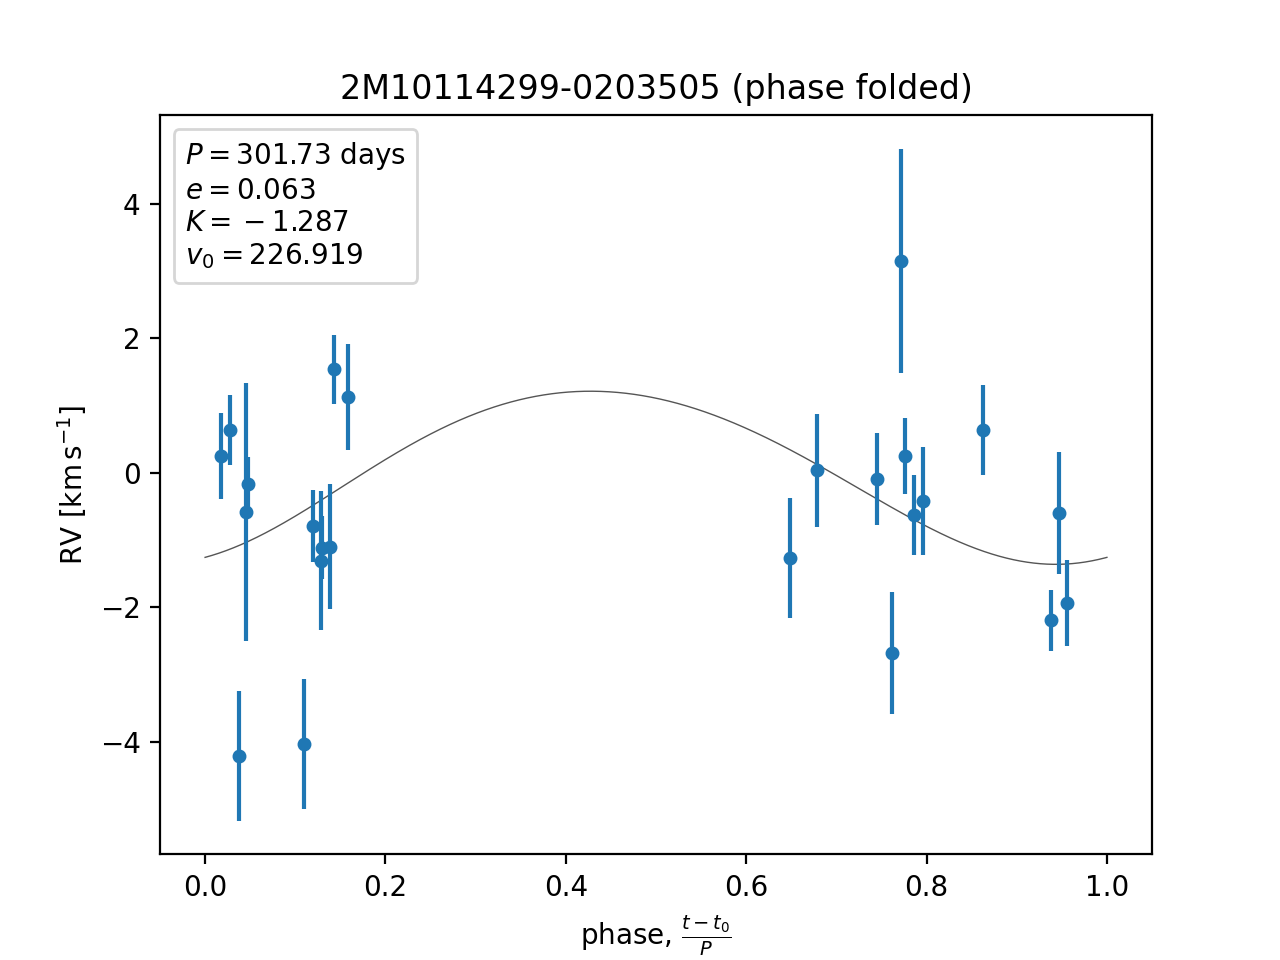 2M10114299-0203505 (phase folded)
P = 301.73 days
e = 0.063
K = −1.287
v₀ = 226.919
4
2
0
−2
−4
RV [km s⁻¹]
0.0 0.2 0.4 0.6 0.8 1.0
phase, (t − t₀)/P